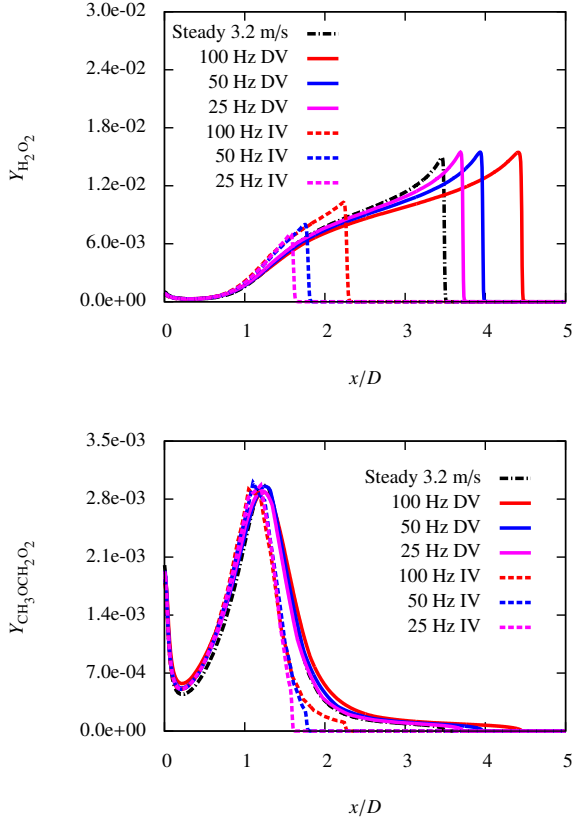 3.0e-02
2.4e-02
1.8e-02
1.2e-02
6.0e-03
0.0e+00
Y_{H_2O_2}
Steady 3.2 m/s
100 Hz DV
50 Hz DV
25 Hz DV
100 Hz IV
50 Hz IV
25 Hz IV
0 1 2 3 4 5
x/D
3.5e-03
2.8e-03
2.1e-03
1.4e-03
7.0e-04
0.0e+00
Y_{CH_3OCH_2O_2}
Steady 3.2 m/s
100 Hz DV
50 Hz DV
25 Hz DV
100 Hz IV
50 Hz IV
25 Hz IV
0 1 2 3 4 5
x/D